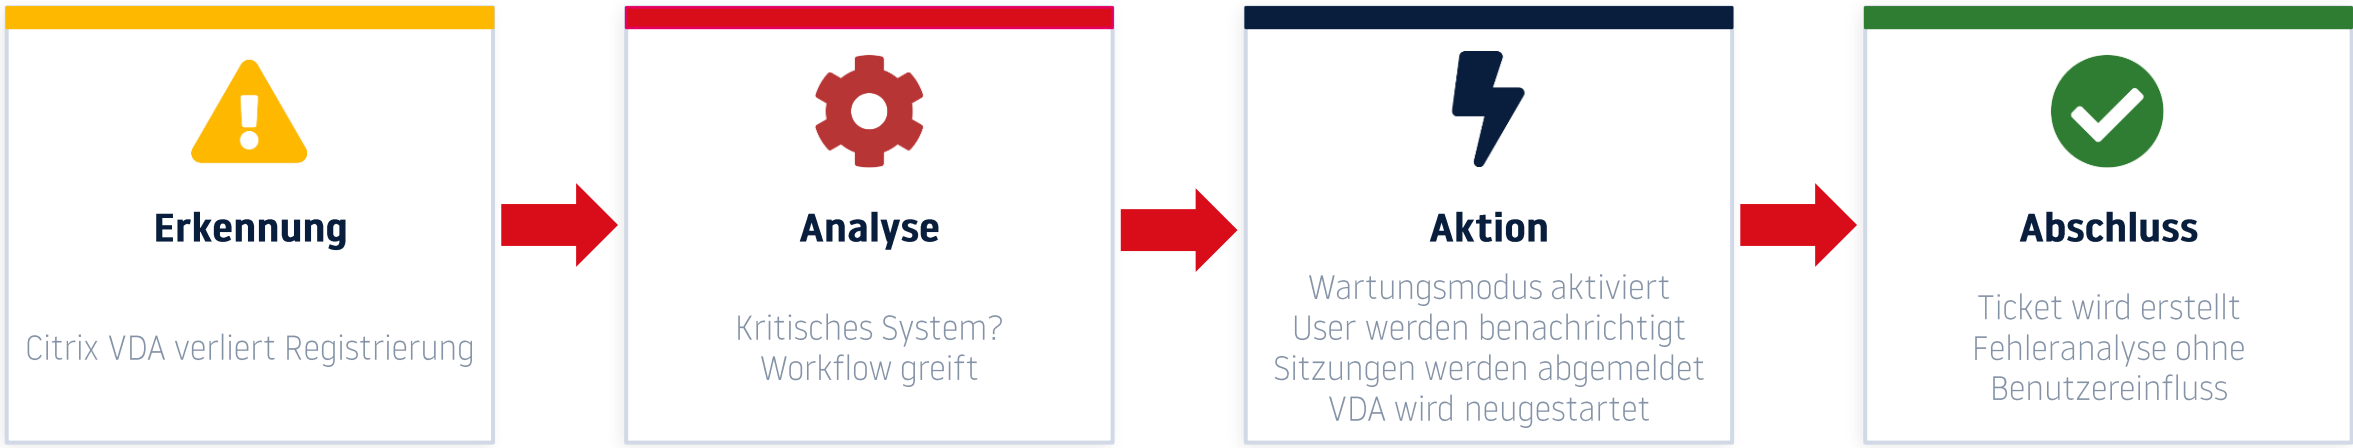 Erkennung
Citrix VDA verliert Registrierung
Analyse
Kritisches System?
Workflow greift
Aktion
Wartungsmodus aktiviert
User werden benachrichtigt
Sitzungen werden abgemeldet
VDA wird neugestartet
Abschluss
Ticket wird erstellt
Fehleranalyse ohne
Benutzereinfluss